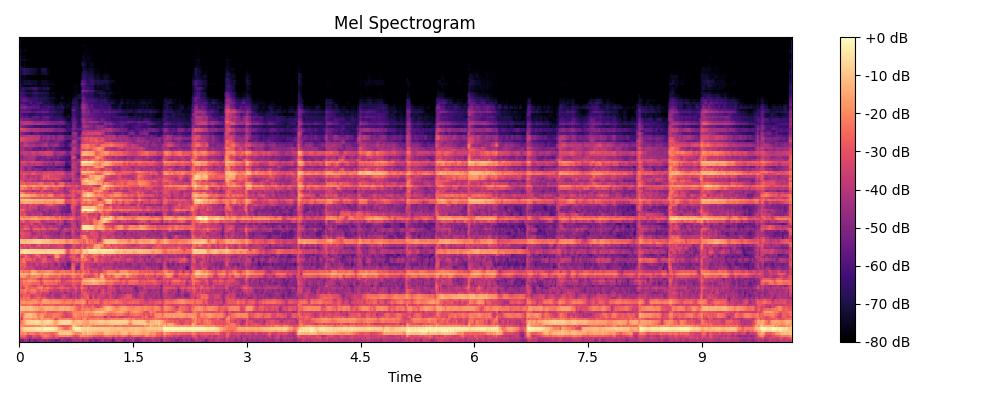 Mel Spectrogram
+0 dB
-10 dB
-20 dB
-30 dB
-40 dB
-50 dB
-60 dB
-70 dB
-80 dB
0 1.5 3 4.5 6 7.5 9
Time